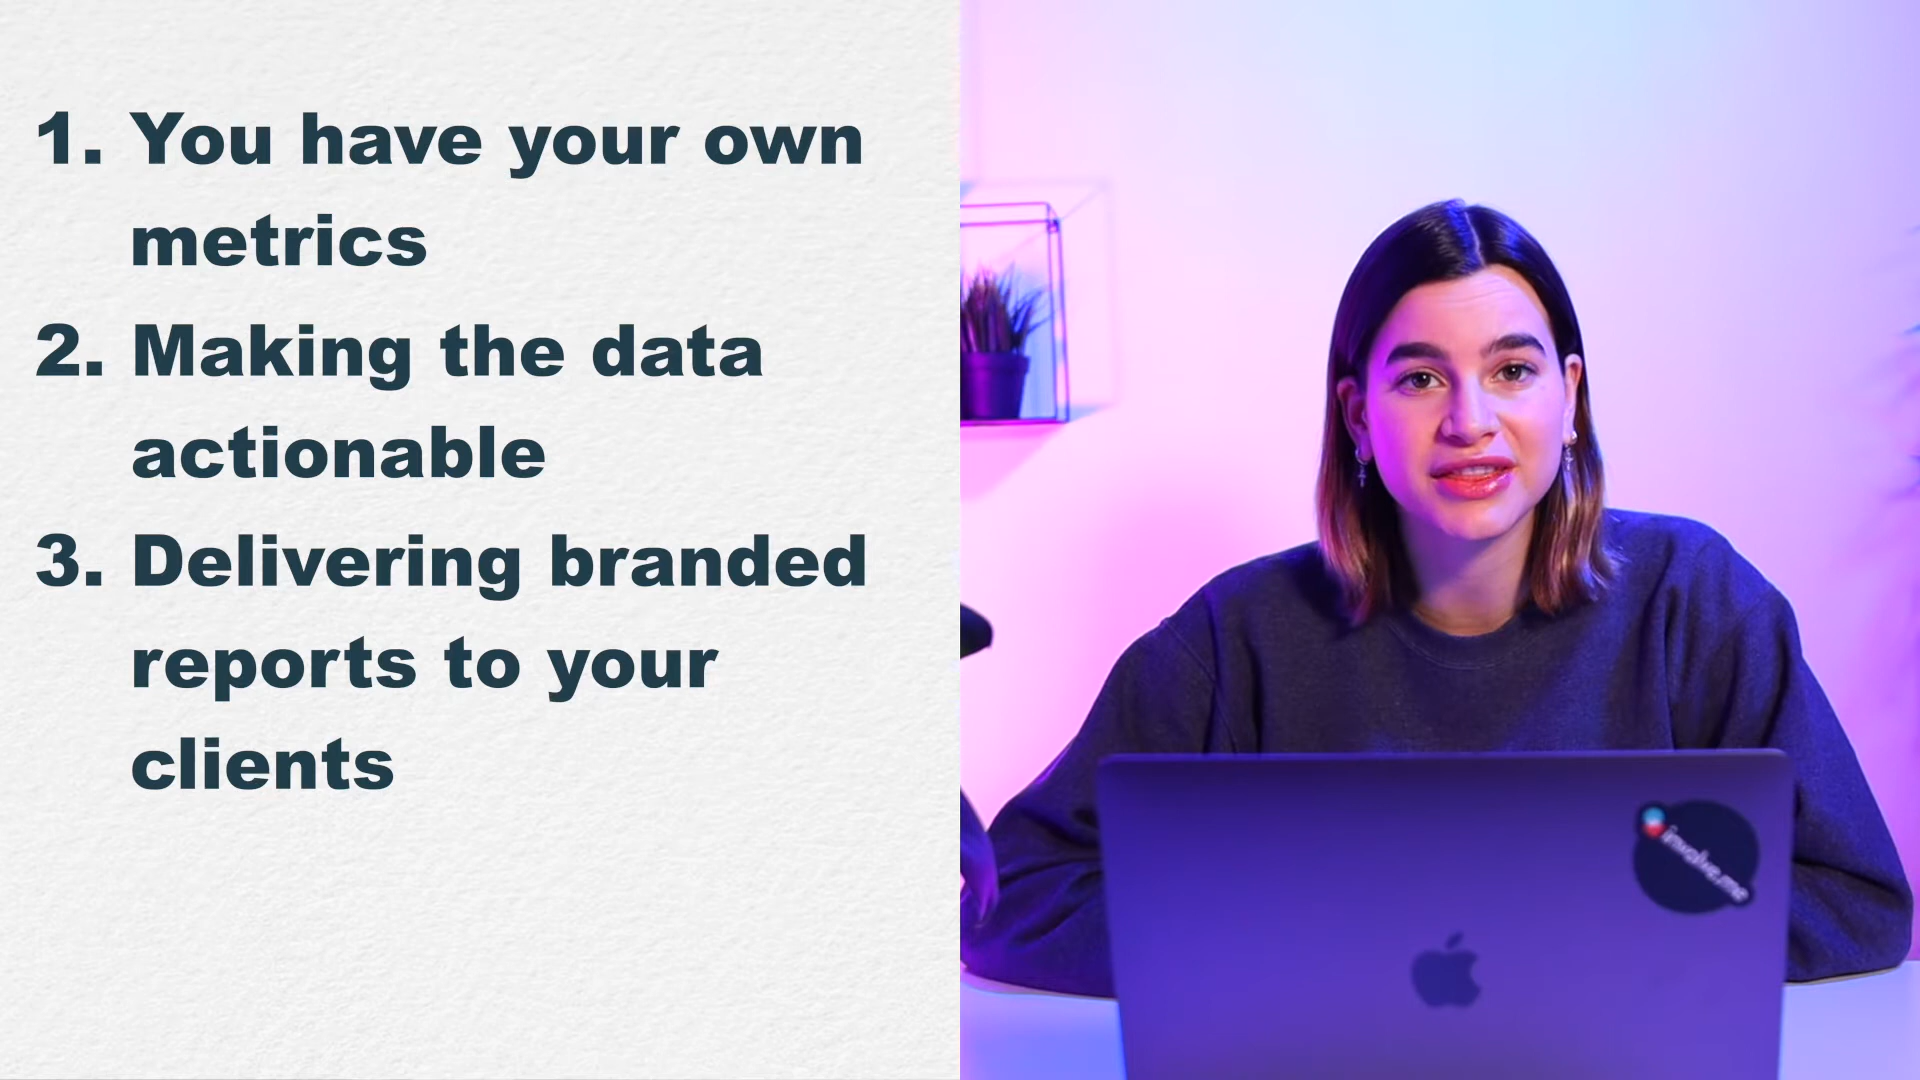 1. You have your own
metrics
2. Making the data
actionable
3. Delivering branded
reports to your
clients
involve.me